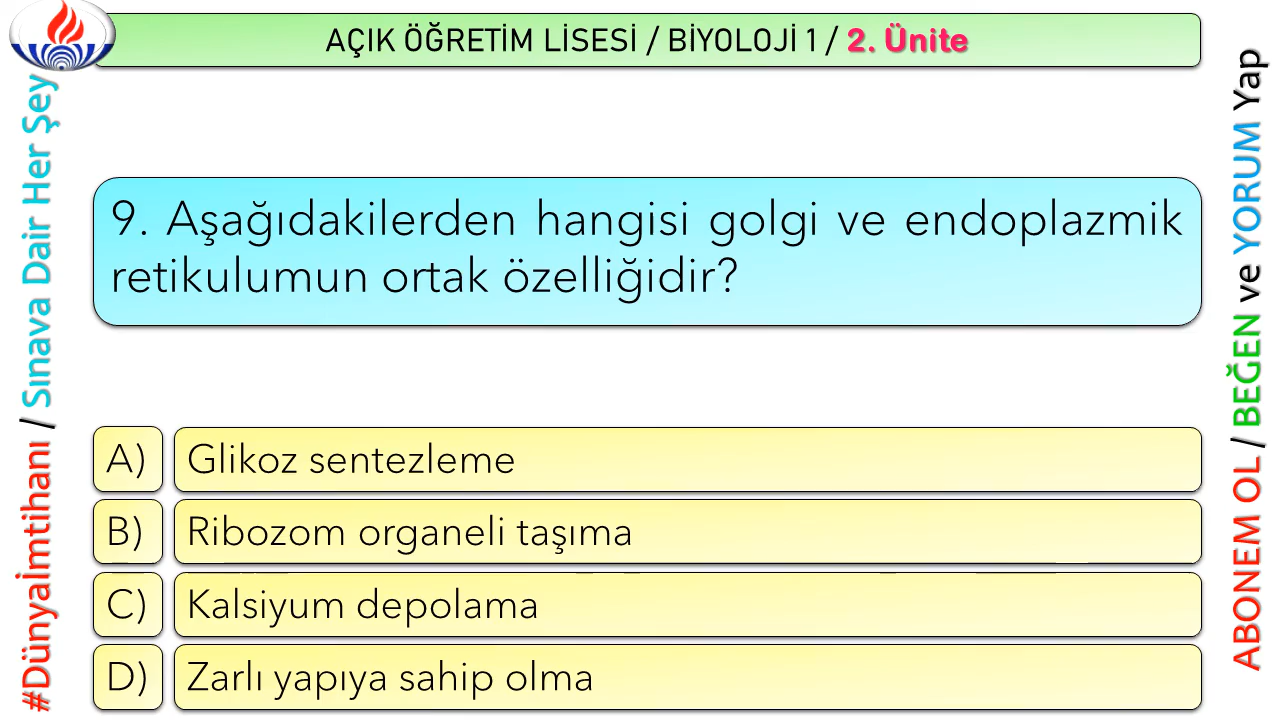 AÇIK ÖĞRETİM LİSESİ / BİYOLOJİ 1 / 2. Ünite
#Dünyaİmtihanı / Sınava Dair Her Şey
9. Aşağıdakilerden hangisi golgi ve endoplazmik
retikulumun ortak özelliğidir?
A) Glikoz sentezleme
B) Ribozom organeli taşıma
C) Kalsiyum depolama
D) Zarlı yapıya sahip olma
ABONEM OL / BEĞEN ve YORUM Yap